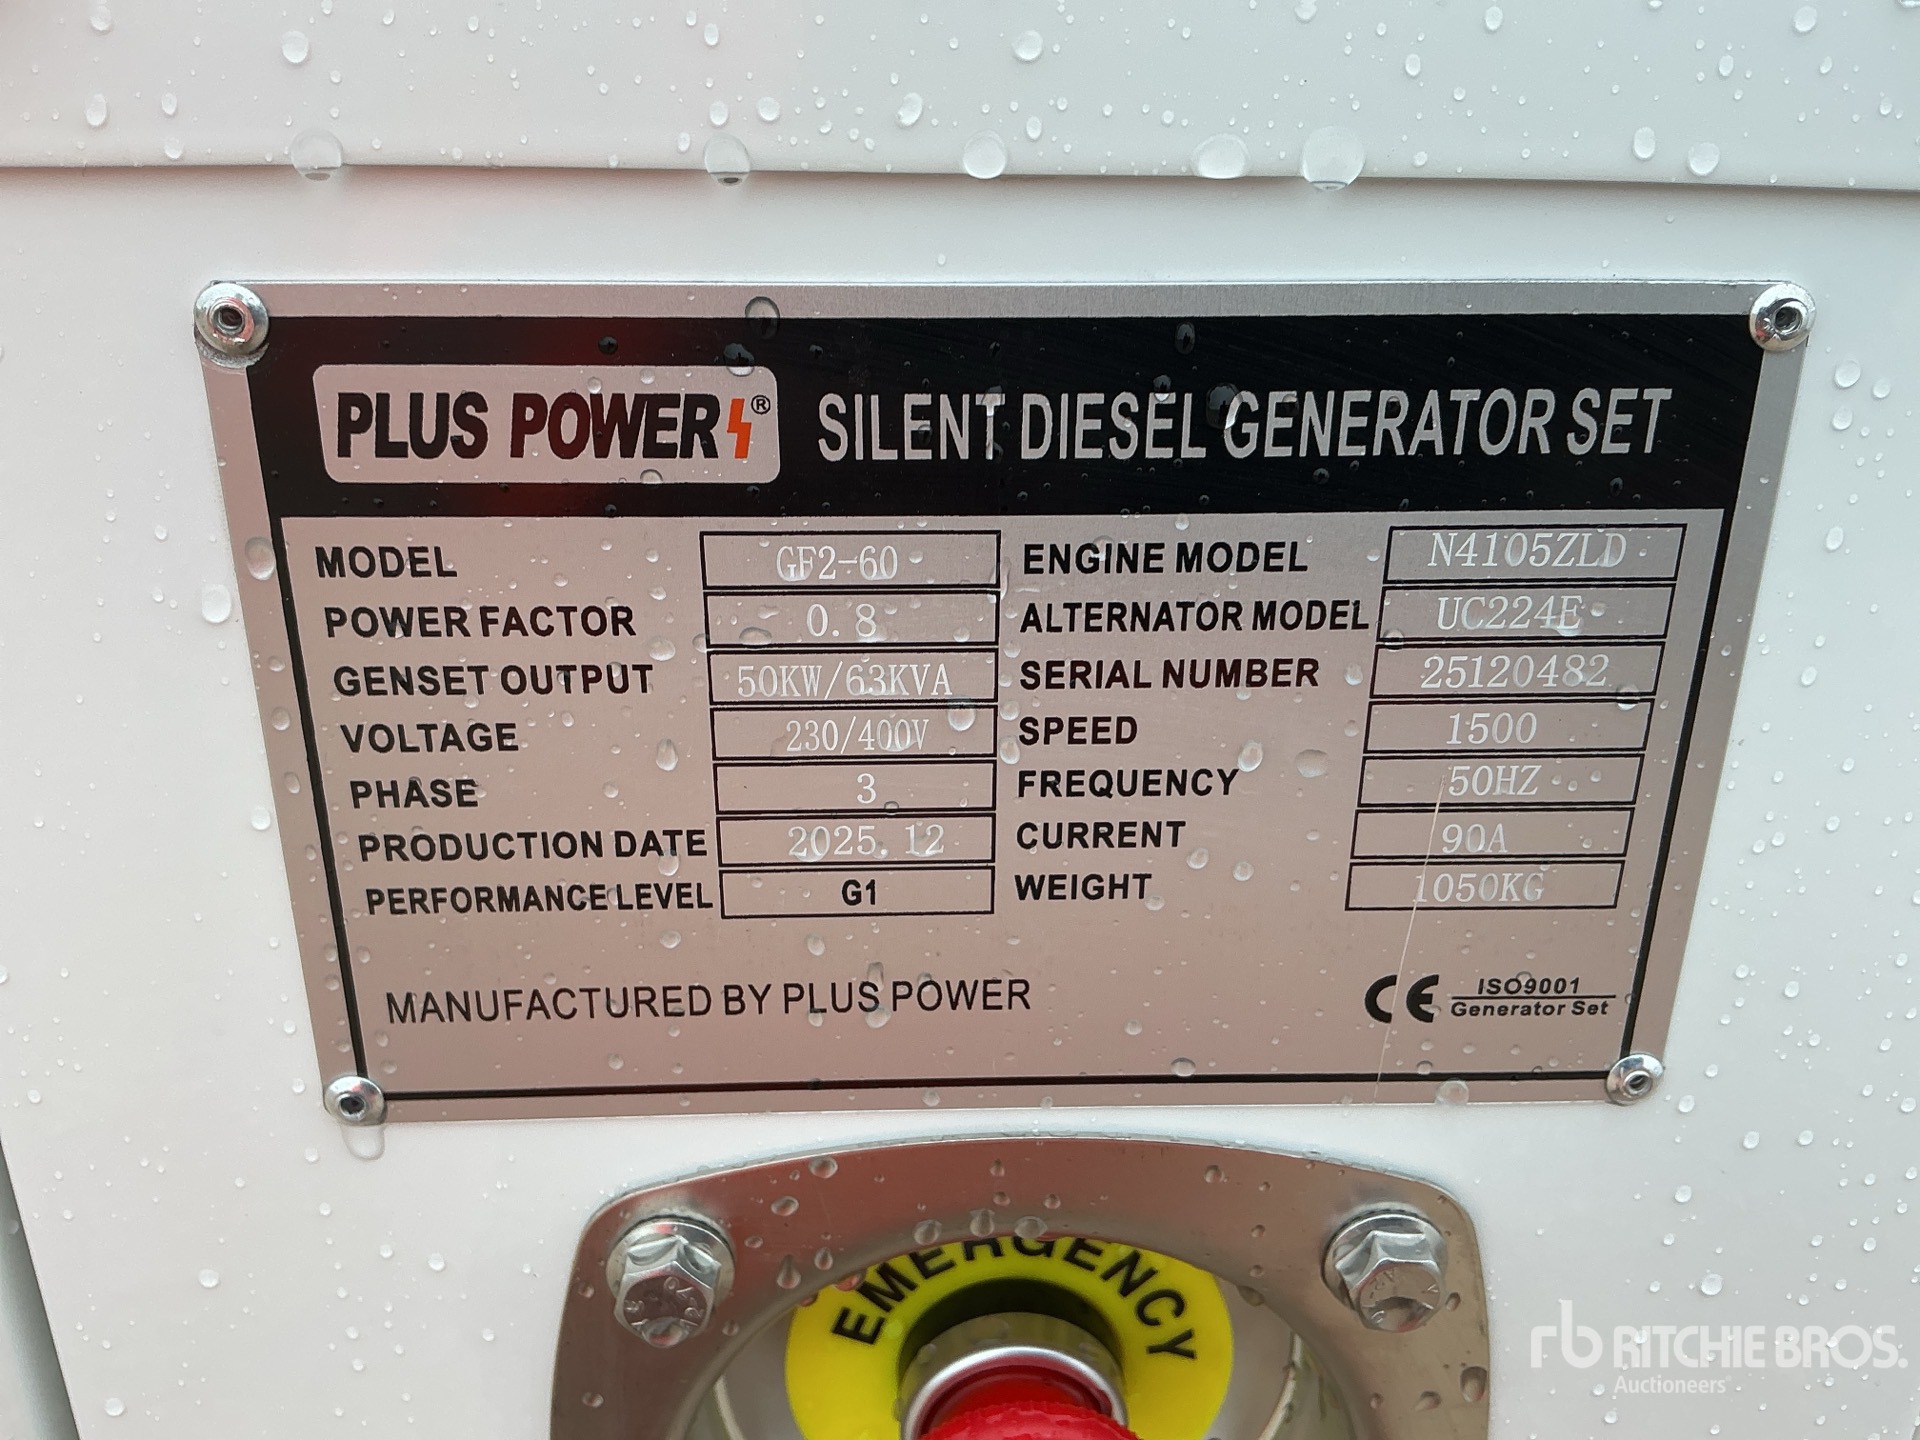 PLUS POWER ® SILENT DIESEL GENERATOR SET
MODEL GF2-60 ENGINE MODEL N4105ZLD
POWER FACTOR 0.8 ALTERNATOR MODEL UC224E
GENSET OUTPUT 50KW/63KVA SERIAL NUMBER 25120482
VOLTAGE 230/400V SPEED 1500
PHASE 3 FREQUENCY 50HZ
PRODUCTION DATE 2025.12 CURRENT 90A
PERFORMANCE LEVEL G1 WEIGHT 1050KG
MANUFACTURED BY PLUS POWER CE ISO9001
Generator Set
EMERGENCY
rb RITCHIE BROS.
Auctioneers